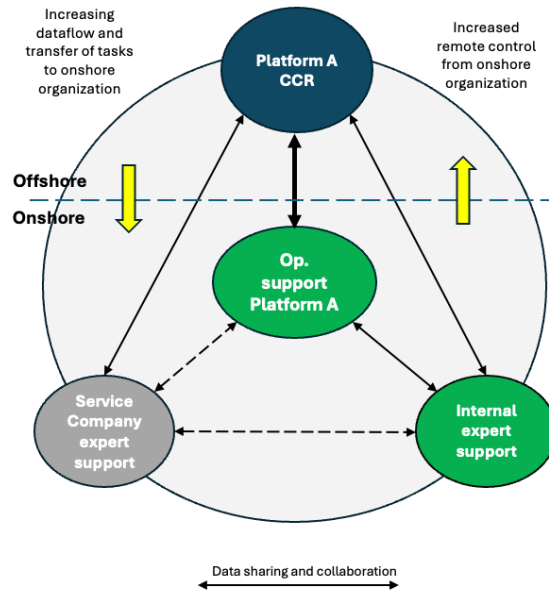 Increasing
dataflow and
transfer of tasks
to onshore
organization
Platform A
CCR
Increased
remote control
from onshore
organization
Offshore
Onshore
Op.
support
Platform A
Service
Company
expert
support
Internal
expert
support
Data sharing and collaboration